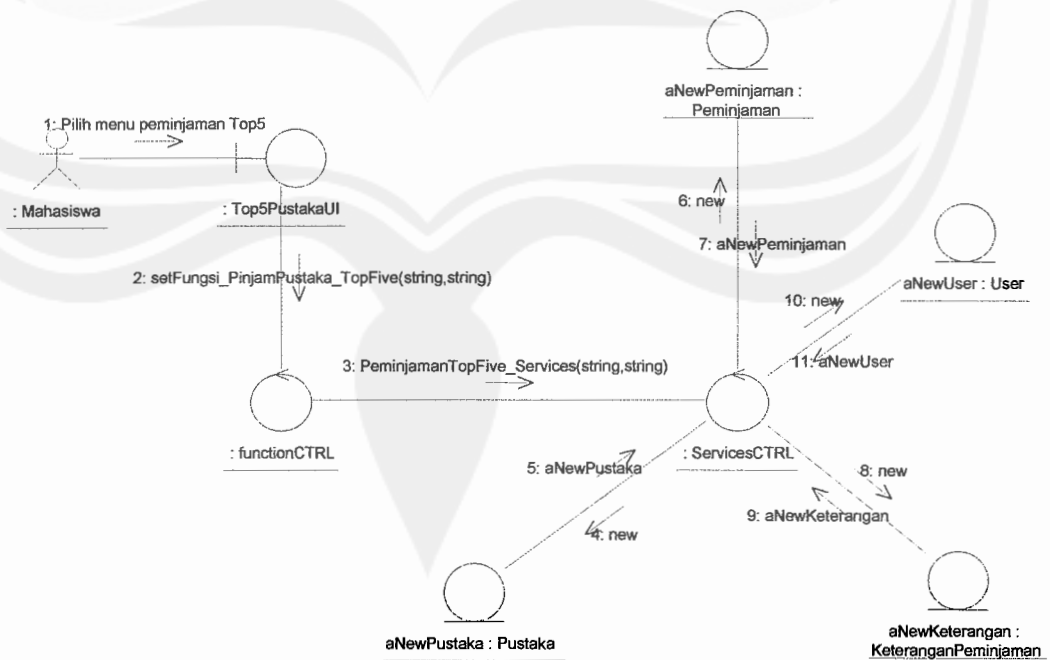 aNewPeminjaman :
Peminjaman
1: Pilih menu peminjaman Top5
: Mahasiswa
: Top5PustakaUI
6: new
7: aNewPeminjaman
2: setFungsi_PinjamPustaka_TopFive(string,string)
10: new
aNewUser : User
3: PeminjamanTopFive_Services(string,string)
11: aNewUser
: functionCTRL
: ServicesCTRL
5: aNewPustaka
8: new
4: new
9: aNewKeterangan
aNewPustaka : Pustaka
aNewKeterangan :
KeteranganPeminjaman